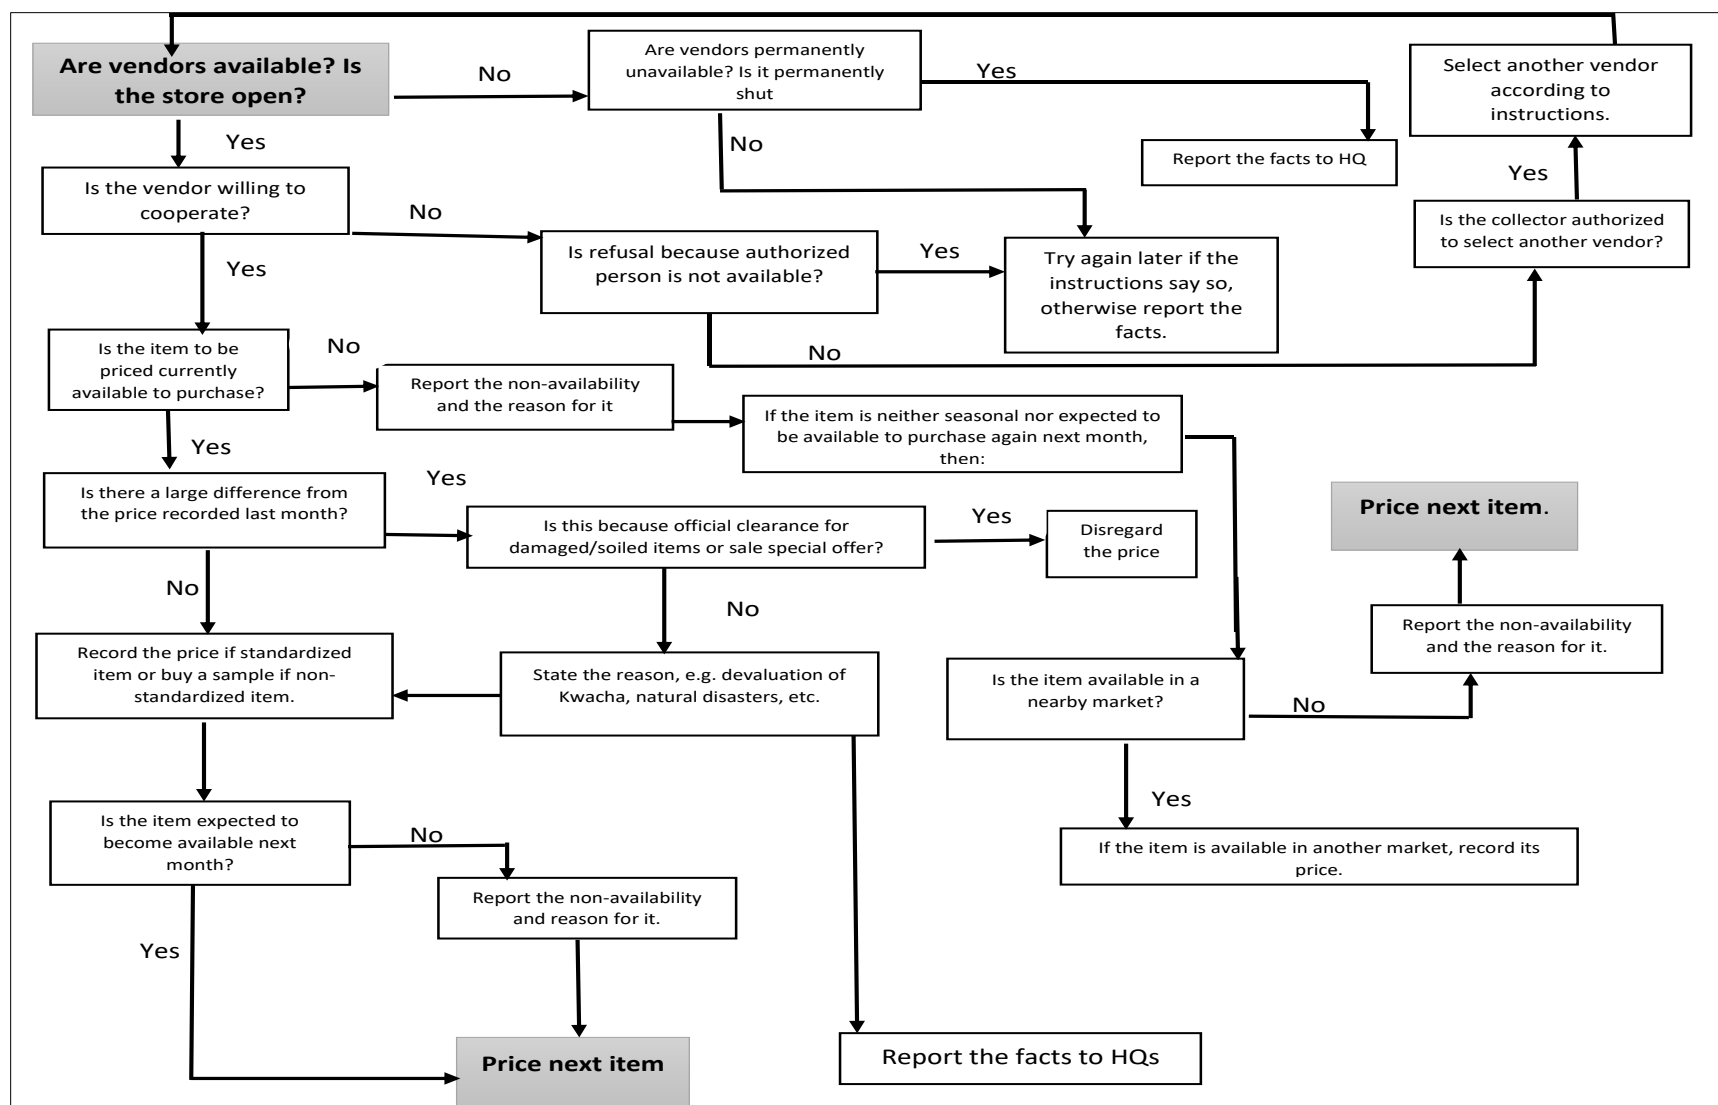 Are vendors available? Is
the store open?
No
Are vendors permanently
unavailable? Is it permanently
shut
Yes
Select another vendor
according to
instructions.
Yes
No
Report the facts to HQ
Is the vendor willing to
cooperate?
No
Yes
Is the collector authorized
to select another vendor?
Yes
Is refusal because authorized
person is not available?
Yes
Try again later if the
instructions say so,
otherwise report the
facts.
No
Is the item to be
priced currently
available to purchase?
No
Report the non-availability
and the reason for it
If the item is neither seasonal nor expected to
be available to purchase again next month,
then:
Yes
Is there a large difference from
the price recorded last month?
Yes
Is this because official clearance for
damaged/soiled items or sale special offer?
Yes
Disregard
the price
Price next item.
No
No
Report the non-availability
and the reason for it.
Record the price if standardized
item or buy a sample if non-
standardized item.
State the reason, e.g. devaluation of
Kwacha, natural disasters, etc.
Is the item available in a
nearby market?
No
Yes
Is the item expected to
become available next
month?
No
If the item is available in another market, record its
price.
Report the non-availability
and reason for it.
Yes
Price next item
Report the facts to HQs